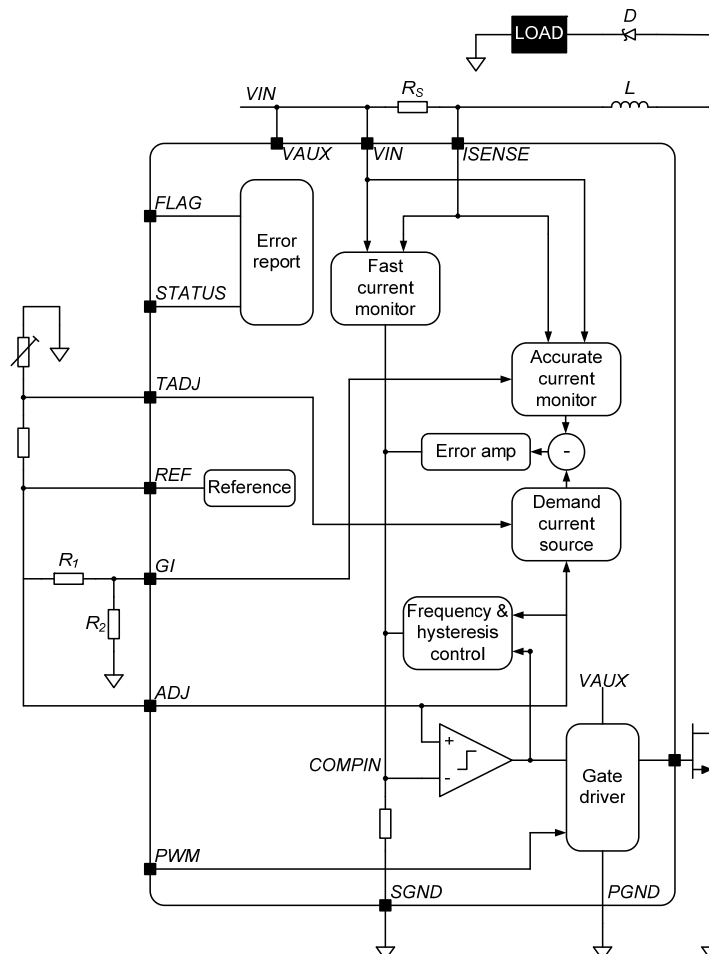 LOAD
D
VIN
RS
L
VAUX
VIN
ISENSE
FLAG
Error
report
Fast
current
monitor
STATUS
Accurate
current
monitor
TADJ
Error amp
-
REF
Reference
Demand
current
source
R1
GI
R2
Frequency &
hysteresis
control
ADJ
VAUX
+
COMPIN
-
Gate
driver
PWM
SGND
PGND